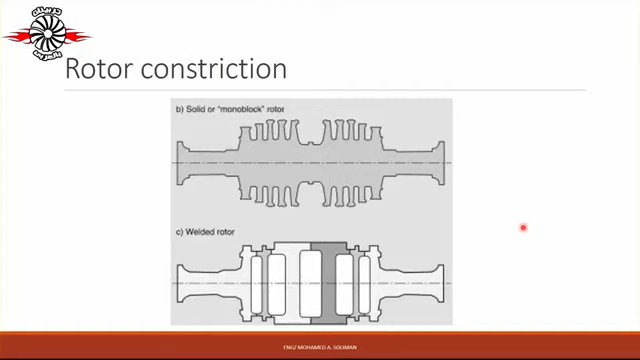 Rotor constriction
b) Solid or "monoblock" rotor
c) Welded rotor
ENG/ MOHAMED A. SOLIMAN